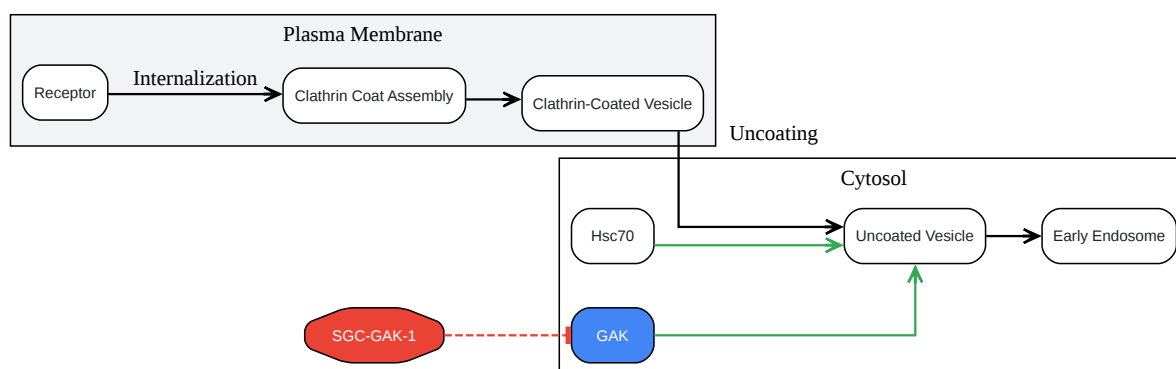 Plasma Membrane
Receptor
Internalization
Clathrin Coat Assembly
Clathrin-Coated Vesicle
Uncoating
Cytosol
Hsc70
Uncoated Vesicle
Early Endosome
SGC-GAK-1
GAK